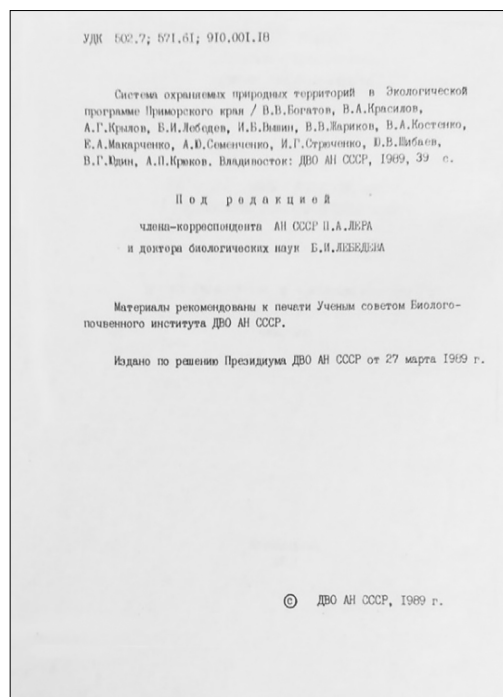 УДК 502.7; 571.61; 910.001.18
Система охраняемых природных территорий в Экологической
программе Приморского края / В.В.Богатов, В.А.Красилов,
А.Г.Крылов, Б.И.Лебедев, И.Б.Вышин, В.В.Жариков, В.А.Костенко,
Е.А.Макарченко, А.Ю.Семенченко, И.Г.Стрюченко, Ю.В.Шибаев,
В.Г.Юдин, А.П.Крюков. Владивосток: ДВО АН СССР, 1989, 39 с.
Под редакцией
члена-корреспондента АН СССР П.А.ЛЕРА
и доктора биологических наук Б.И.ЛЕБЕДЕВА
Материалы рекомендованы к печати Ученым советом Биолого-
почвенного института ДВО АН СССР.
Издано по решению Президиума ДВО АН СССР от 27 марта 1989 г.
© ДВО АН СССР, 1989 г.